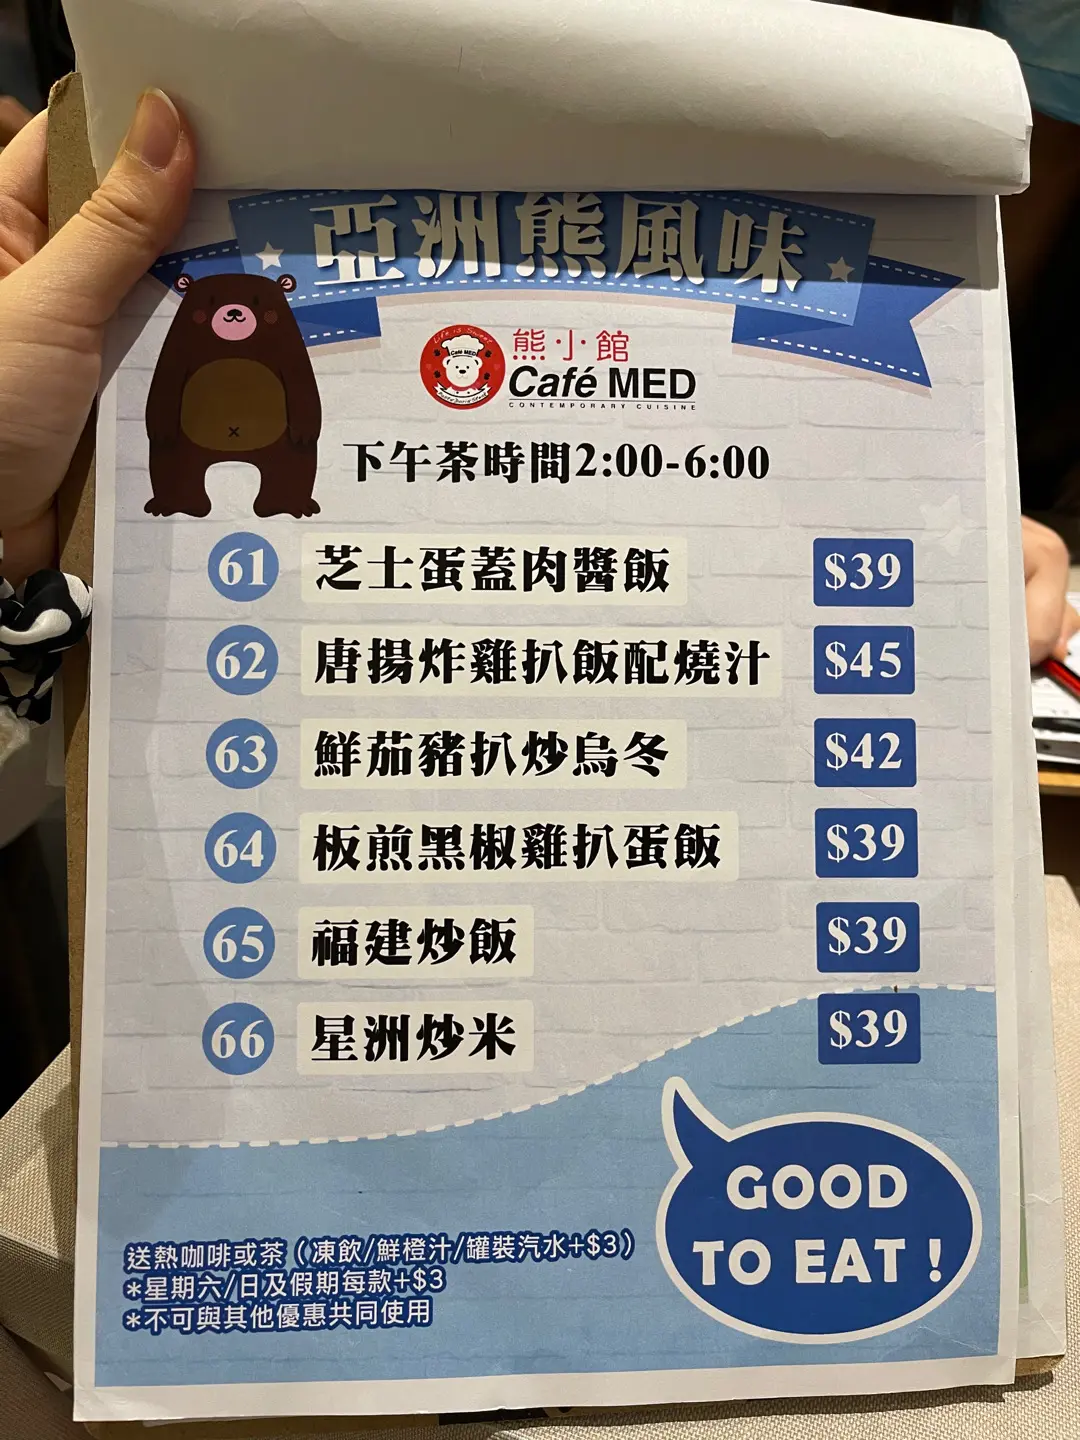 亞洲熊風味
Life is Sweet
Café MED
熊·小·館
Café MED
CONTEMPORARY CUISINE
下午茶時間2:00-6:00
61 芝士蛋蓋肉醬飯 $39
62 唐揚炸雞扒飯配燒汁 $45
63 鮮茄豬扒炒烏冬 $42
64 板煎黑椒雞扒蛋飯 $39
65 福建炒飯 $39
66 星洲炒米 $39
GOOD
TO EAT !
送熱咖啡或茶（凍飲/鮮橙汁/罐裝汽水+$3）
*星期六/日及假期每款+$3
*不可與其他優惠共同使用